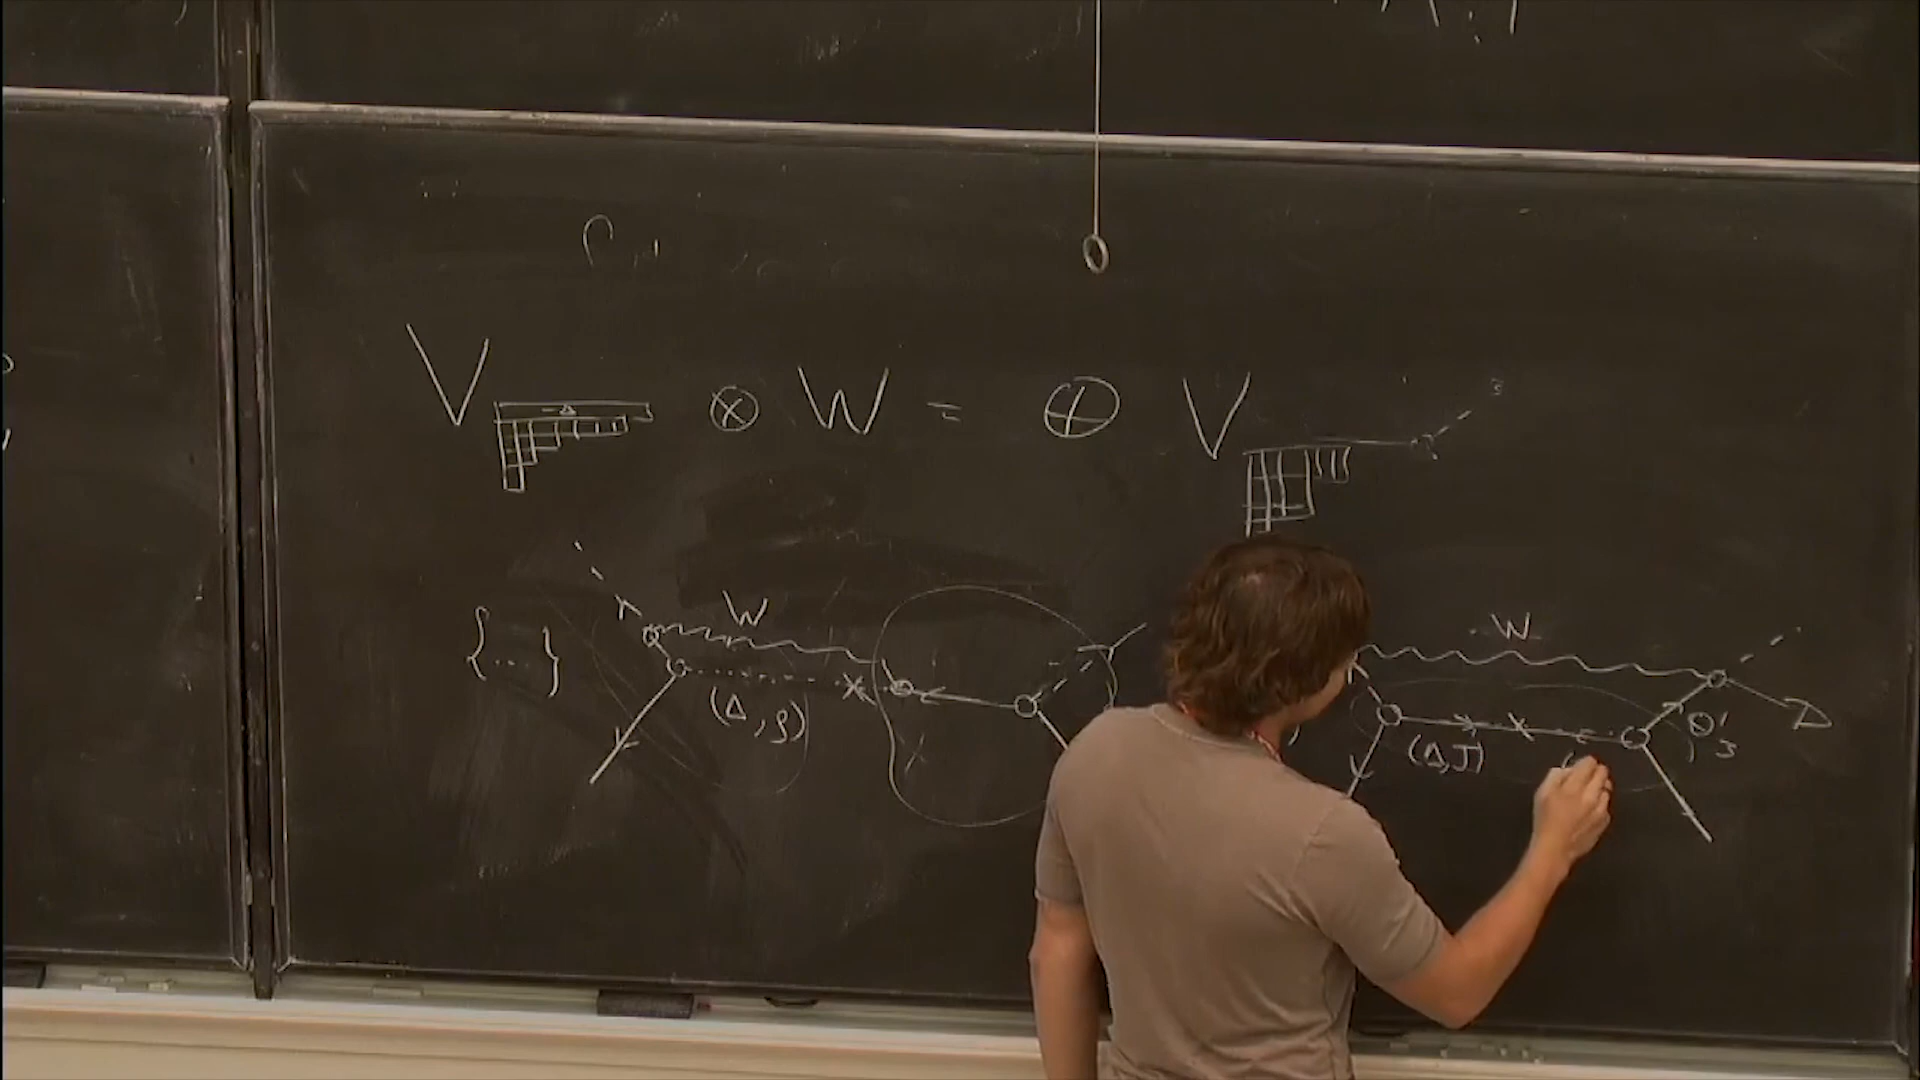 V -Δ ⊗ W = ⊕ V
{...} W W
(Δ, ρ) (Δ, J) O'₃